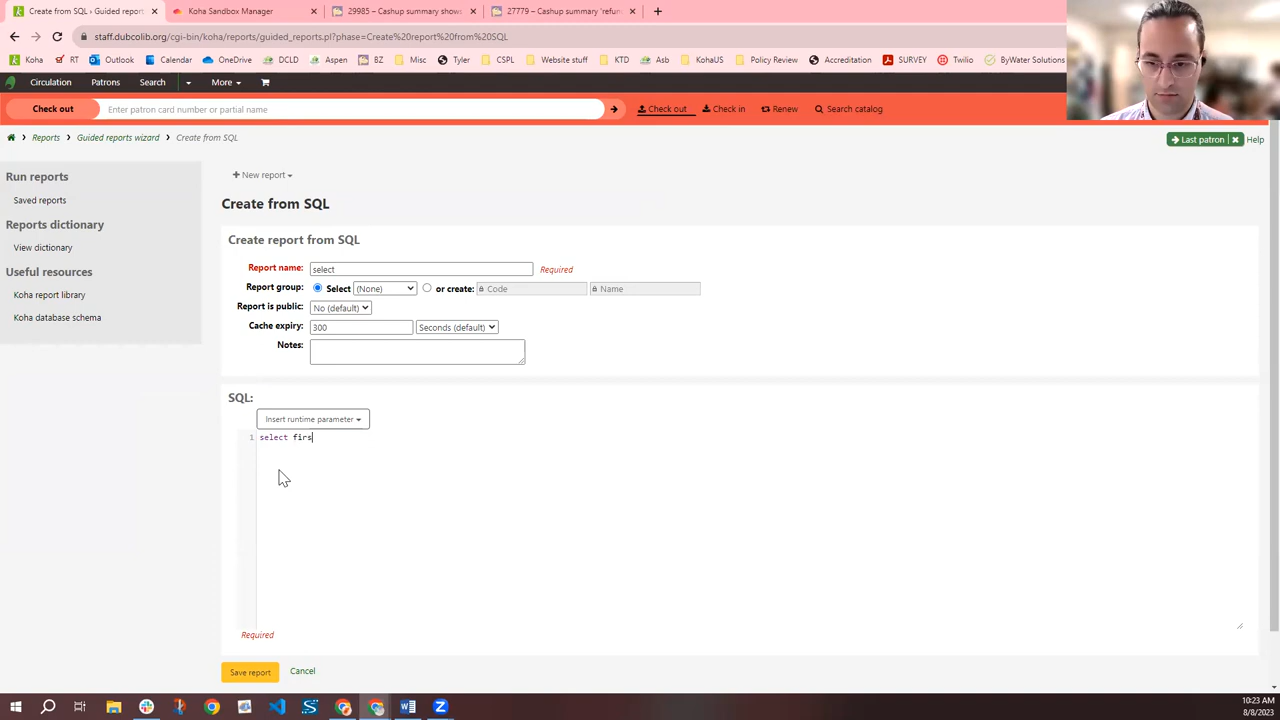 Create from SQL ‹ Guided report
Koha Sandbox Manager
29985 – Cashup summary show
27779 – Cashup summary 'refun
staff.dubcolib.org/cgi-bin/koha/reports/guided_reports.pl?phase=Create%20report%20from%20SQL
Koha
RT
Outlook
Calendar
OneDrive
DCLD
Aspen
BZ
Misc
Tyler
CSPL
Website stuff
KTD
Asb
KohaUS
Policy Review
Accreditation
SURVEY
Twilio
ByWater Solutions
Circulation
Patrons
Search
More
Check out
Enter patron card number or partial name
Check out
Check in
Renew
Search catalog
Reports
Guided reports wizard
Create from SQL
Last patron
Help
Run reports
Saved reports
Reports dictionary
View dictionary
Useful resources
Koha report library
Koha database schema
+ New report
Create from SQL
Create report from SQL
Report name: select Required
Report group: Select (None) or create: Code Name
Report is public: No (default)
Cache expiry: 300 Seconds (default)
Notes:
SQL:
Insert runtime parameter
1 select firs
Required
Save report
Cancel
10:23 AM
8/8/2023